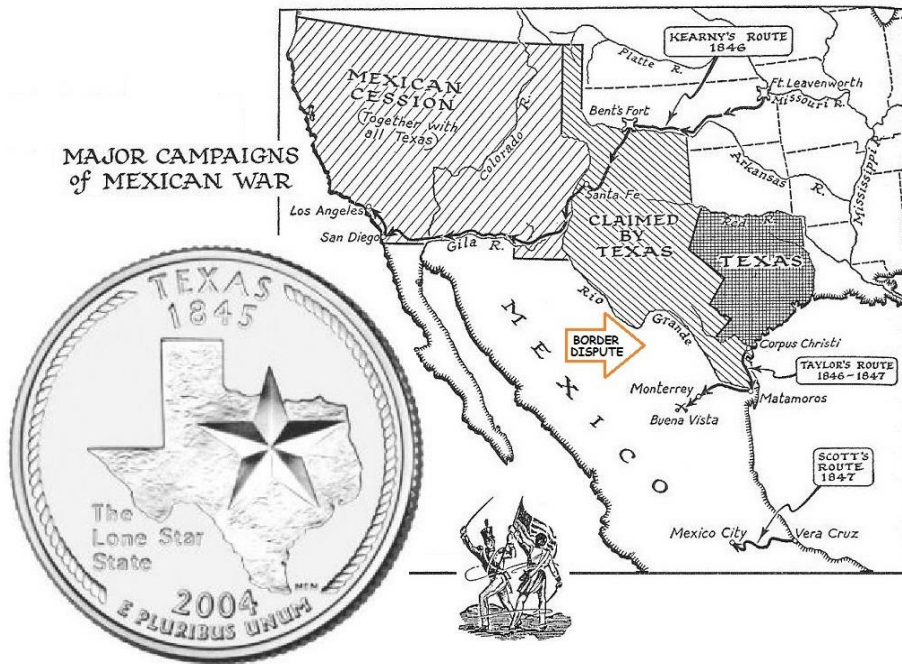 KEARNY'S ROUTE
1846
Platte R.
Ft. Leavenworth
Missouri R.
MEXICAN
CESSION
(Together with
all Texas)
Bent's Fort
Colorado R.
Arkansas R.
Mississippi R.
MAJOR CAMPAIGNS
of MEXICAN WAR
Santa Fe
Los Angeles
San Diego
Gila R.
CLAIMED
BY
TEXAS
Red R.
TEXAS
Rio Grande
MEXICO
BORDER
DISPUTE
Corpus Christi
TAYLOR'S ROUTE
1846-1847
Monterrey
Matamoros
Buena Vista
SCOTT'S
ROUTE
1847
Mexico City
Vera Cruz
TEXAS
1845
The
Lone Star
State
2004
E PLURIBUS UNUM